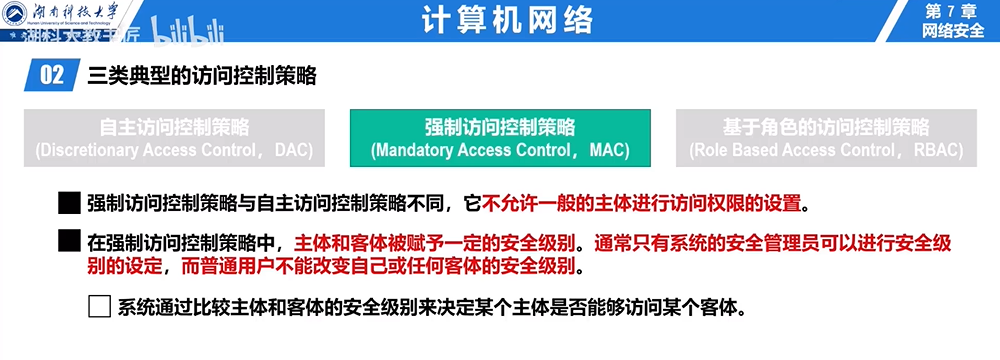 湖南科技大学
Hunan University of Science and Technology
湖科大教书匠 bilibili
计算机网络
第 7 章
网络安全
02 三类典型的访问控制策略
自主访问控制策略
(Discretionary Access Control，DAC)
强制访问控制策略
(Mandatory Access Control，MAC)
基于角色的访问控制策略
(Role Based Access Control，RBAC)
强制访问控制策略与自主访问控制策略不同，它不允许一般的主体进行访问权限的设置。
在强制访问控制策略中，主体和客体被赋予一定的安全级别。通常只有系统的安全管理员可以进行安全级
别的设定，而普通用户不能改变自己或任何客体的安全级别。
系统通过比较主体和客体的安全级别来决定某个主体是否能够访问某个客体。